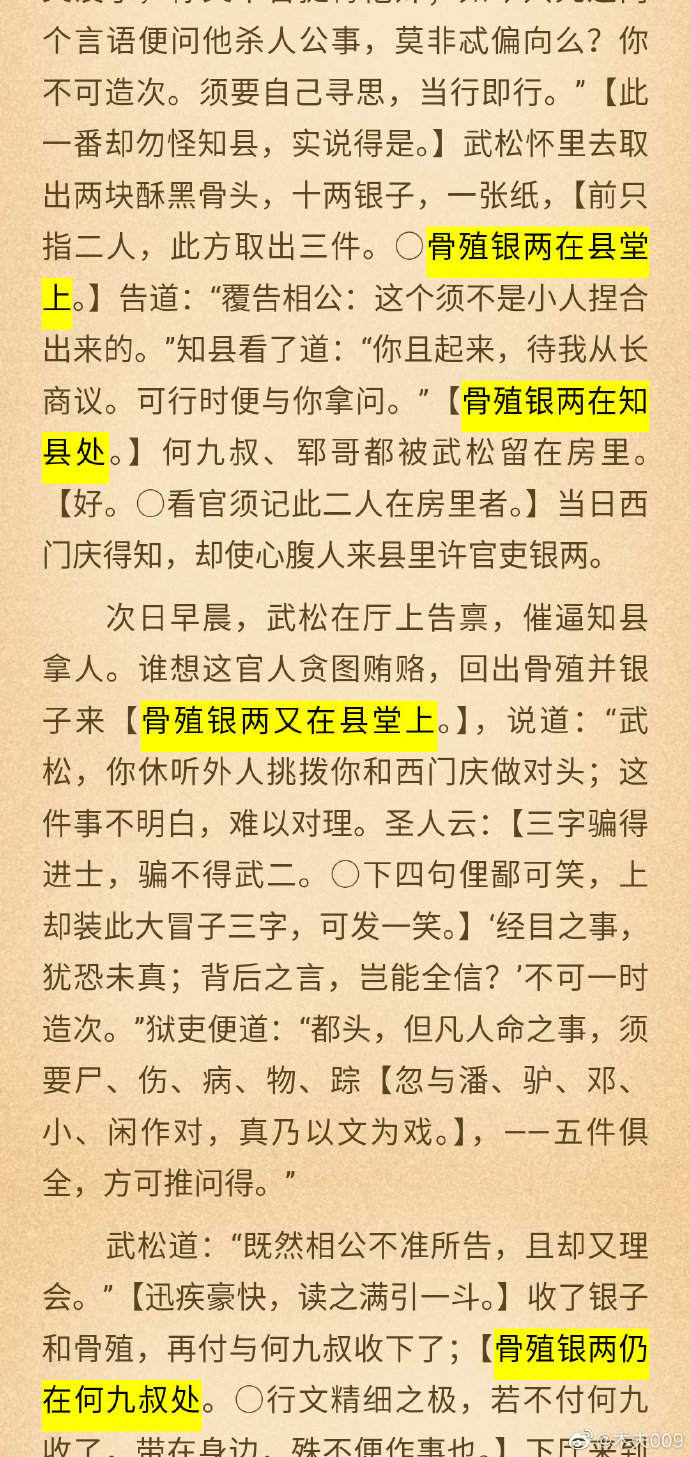 个言语便问他杀人公事，莫非忒偏向么？你
不可造次。须要自己寻思，当行即行。”【此
一番却勿怪知县，实说得是。】武松怀里去取
出两块酥黑骨头，十两银子，一张纸，【前只
指二人，此方取出三件。○骨殖银两在县堂
上。】告道：“覆告相公：这个须不是小人捏合
出来的。”知县看了道：“你且起来，待我从长
商议。可行时便与你拿问。”【骨殖银两在知
县处。】何九叔、郓哥都被武松留在房里。
【好。○看官须记此二人在房里者。】当日西
门庆得知，却使心腹人来县里许官吏银两。
次日早晨，武松在厅上告禀，催逼知县
拿人。谁想这官人贪图贿赂，回出骨殖并银
子来【骨殖银两又在县堂上。】，说道：“武
松，你休听外人挑拨你和西门庆做对头；这
件事不明白，难以对理。圣人云：【三字骗得
进士，骗不得武二。○下四句俚鄙可笑，上
却装此大冒子三字，可发一笑。】‘经目之事，
犹恐未真；背后之言，岂能全信？’不可一时
造次。”狱吏便道：“都头，但凡人命之事，须
要尸、伤、病、物、踪【忽与潘、驴、邓、
小、闲作对，真乃以文为戏。】，——五件俱
全，方可推问得。”
武松道：“既然相公不准所告，且却又理
会。”【迅疾豪快，读之满引一斗。】收了银子
和骨殖，再付与何九叔收下了；【骨殖银两仍
在何九叔处。○行文精细之极，若不付何九
收了，带在身边，殊不便作事也。】下厅来到
@木夫009